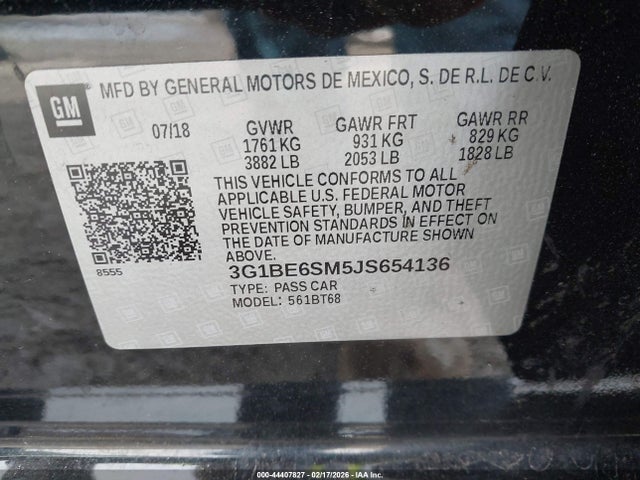 MFD BY GENERAL MOTORS DE MEXICO, S. DE R.L. DE C.V.
GM
07/18
GVWR
1761 KG
3882 LB
GAWR FRT
931 KG
2053 LB
GAWR RR
829 KG
1828 LB
THIS VEHICLE CONFORMS TO ALL
APPLICABLE U.S. FEDERAL MOTOR
VEHICLE SAFETY, BUMPER, AND THEFT
PREVENTION STANDARDS IN EFFECT ON
THE DATE OF MANUFACTURE SHOWN
ABOVE.
8555
3G1BE6SM5JS654136
TYPE: PASS CAR
MODEL: 561BT68
000-44407827 - 02/17/2026 - IAAI.COM